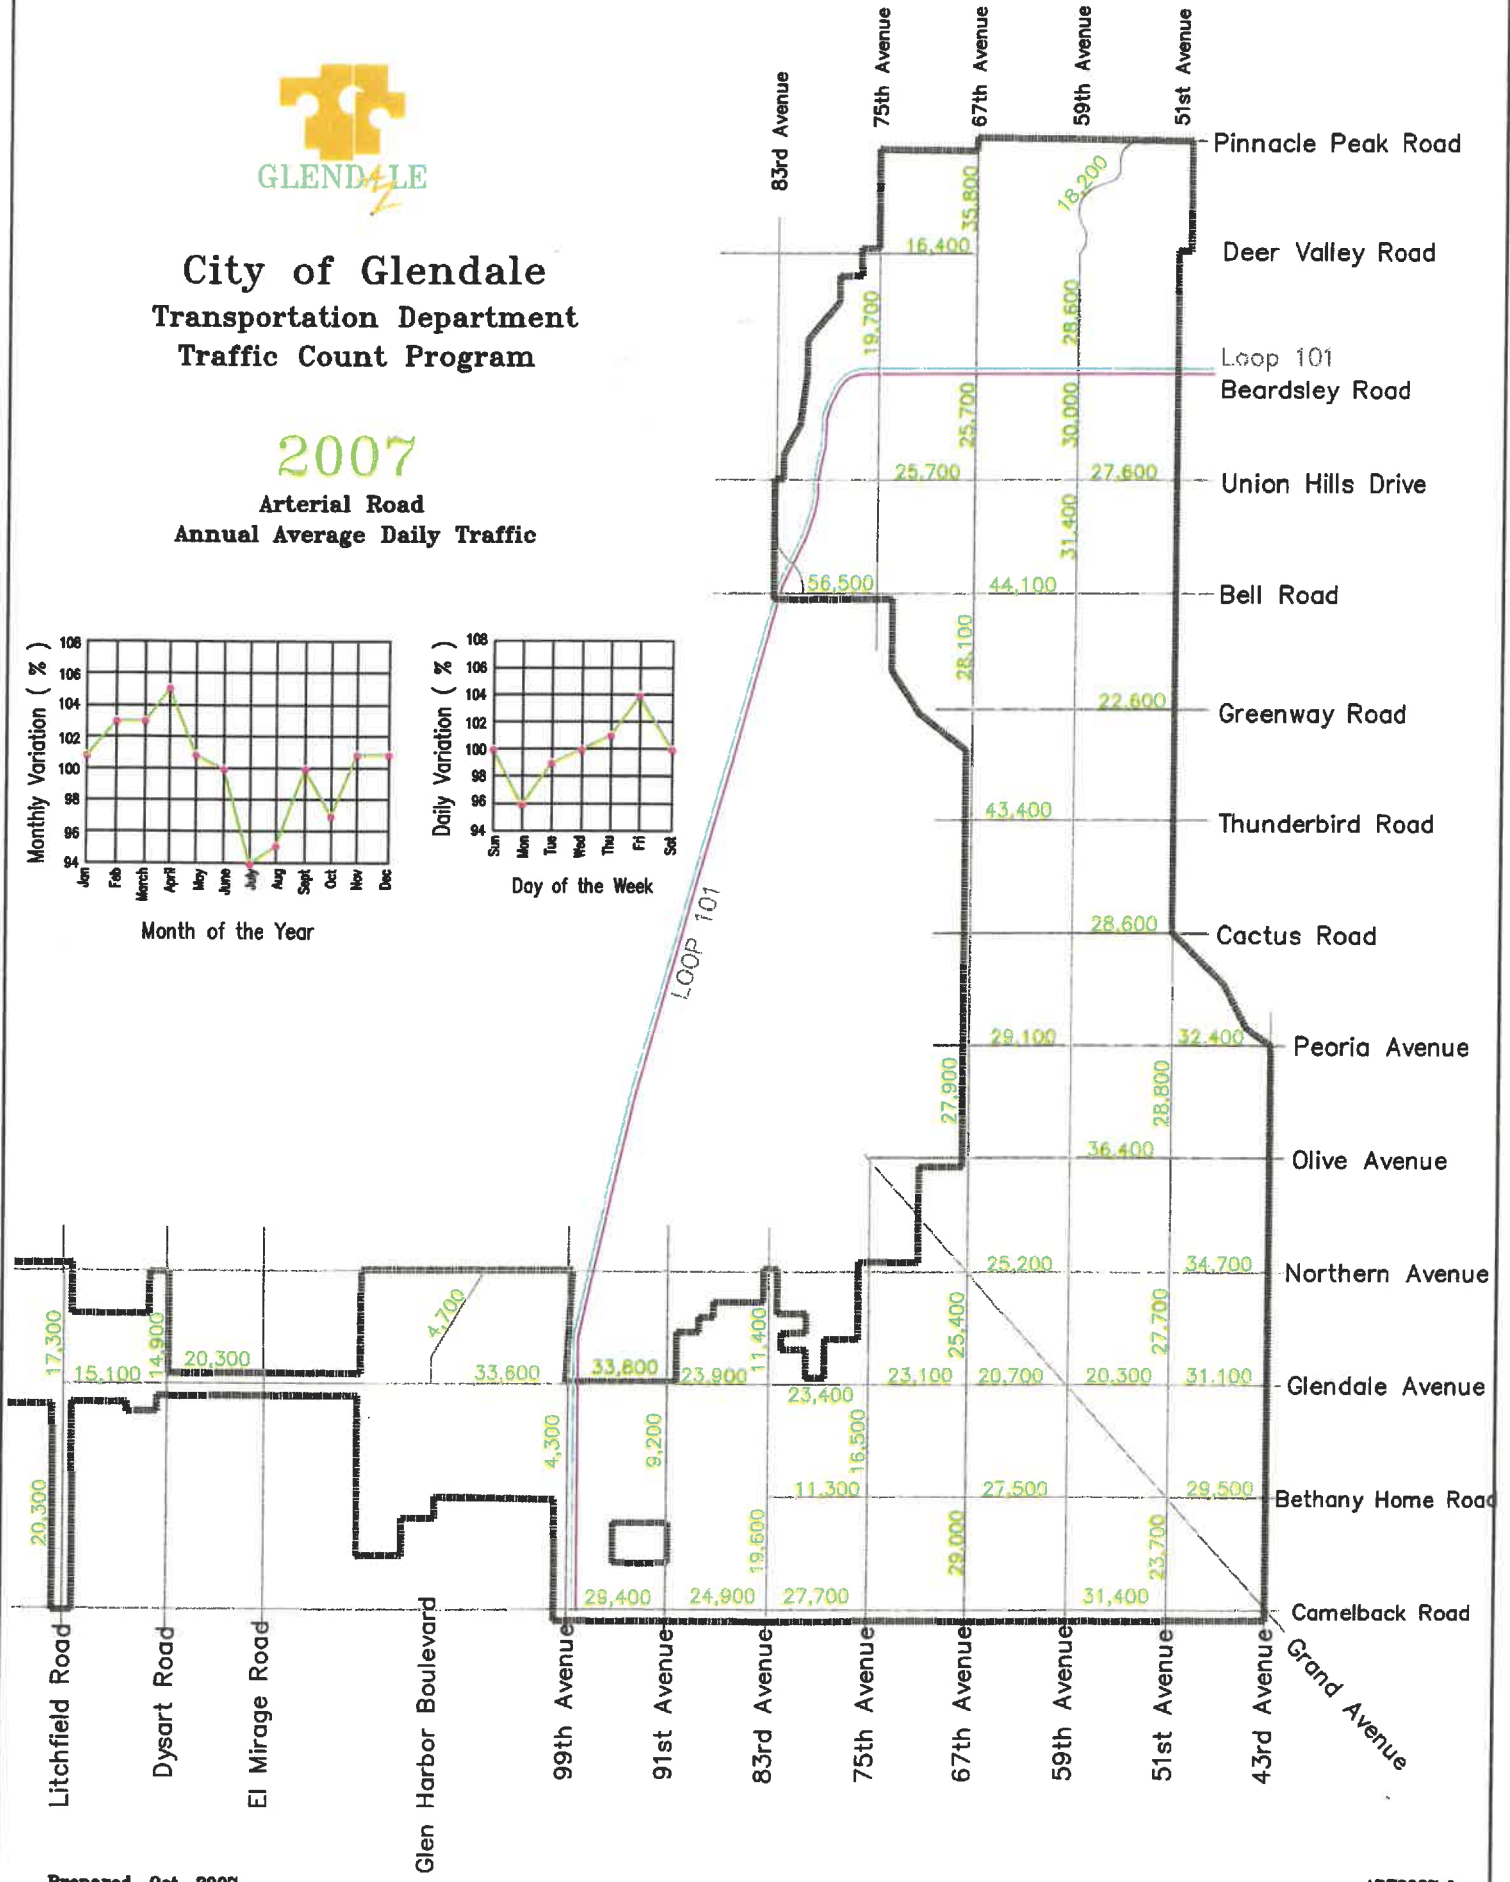 GLENDALE
AZ
City of Glendale
Transportation Department
Traffic Count Program
2007
Arterial Road
Annual Average Daily Traffic
Monthly Variation ( % )
108
106
104
102
100
98
96
94
Jan Feb March April May June July Aug Sept Oct Nov Dec
Month of the Year
Daily Variation ( % )
108
106
104
102
100
98
96
94
Sun Mon Tue Wed Thu Fri Sat
Day of the Week
83rd Avenue
75th Avenue
67th Avenue
59th Avenue
51st Avenue
Pinnacle Peak Road
35,800
18,200
16,400
Deer Valley Road
19,700
28,600
Loop 101
Beardsley Road
25,700
30,000
25,700
27,600
Union Hills Drive
31,400
56,500
44,100
Bell Road
28,100
22,600
Greenway Road
43,400
Thunderbird Road
LOOP 101
28,600
Cactus Road
29,100
32,400
Peoria Avenue
27,900
28,800
36,400
Olive Avenue
25,200
34,700
Northern Avenue
17,300
14,900
4,700
11,400
25,400
27,700
15,100
20,300
33,600
33,800
23,900
23,400
23,100
20,700
20,300
31,100
Glendale Avenue
4,300
9,200
16,500
11,300
27,500
29,500
Bethany Home Road
20,300
19,600
29,000
23,700
29,400
24,900
27,700
31,400
Camelback Road
Litchfield Road
Dysart Road
El Mirage Road
Glen Harbor Boulevard
99th Avenue
91st Avenue
83rd Avenue
75th Avenue
67th Avenue
59th Avenue
51st Avenue
43rd Avenue
Grand Avenue
Prepared Oct 2007